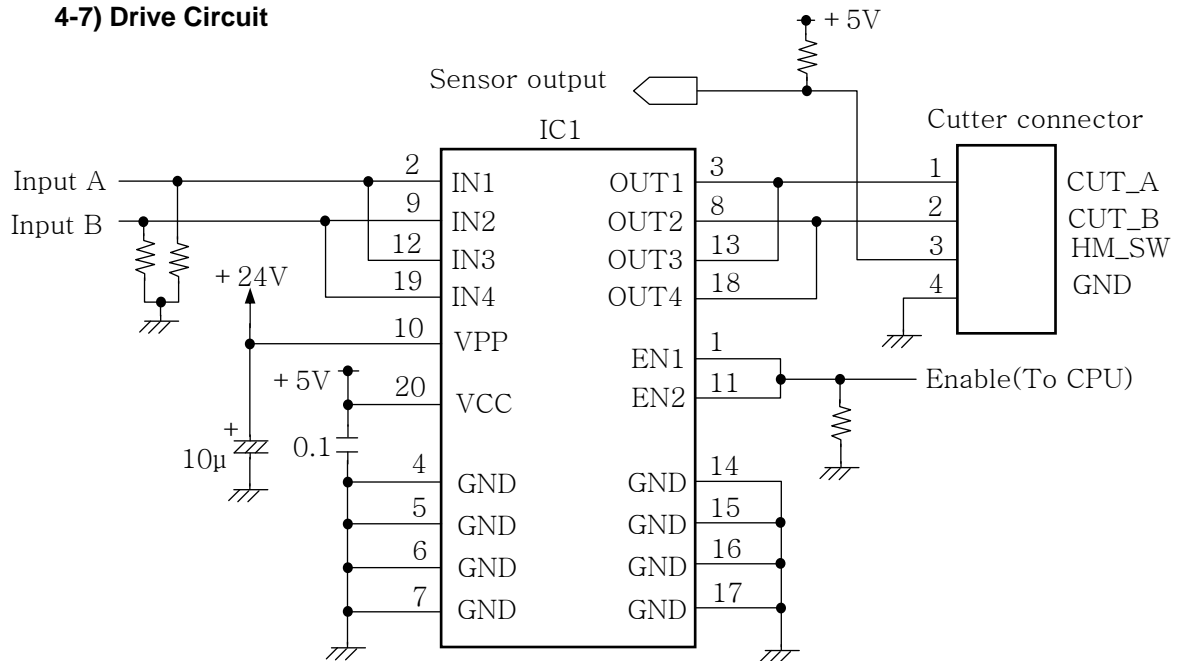 4-7) Drive Circuit
+5V
Sensor output
IC1
Cutter connector
Input A
Input B
2
9
12
19
10
20
4
5
6
7
IN1
IN2
IN3
IN4
VPP
VCC
GND
GND
GND
GND
OUT1
OUT2
OUT3
OUT4
EN1
EN2
GND
GND
GND
GND
3
8
13
18
1
11
14
15
16
17
1
2
3
4
CUT_A
CUT_B
HM_SW
GND
+24V
+5V
+
10µ
0.1
Enable(To CPU)